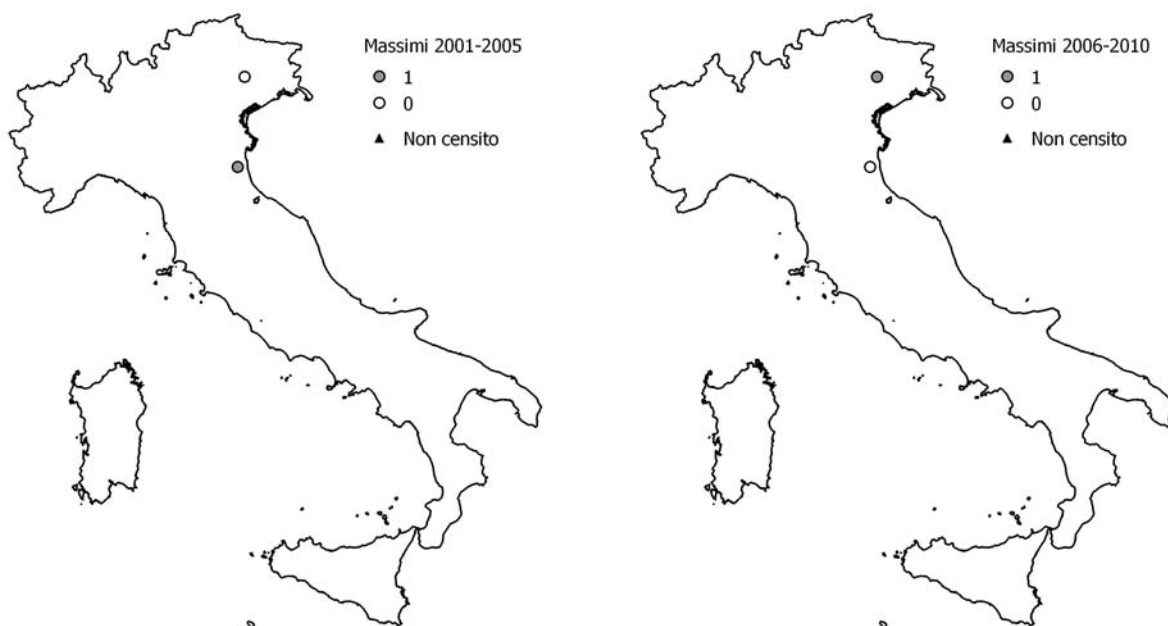 Massimi 2001-2005
1
0
Non censito
Massimi 2006-2010
1
0
Non censito